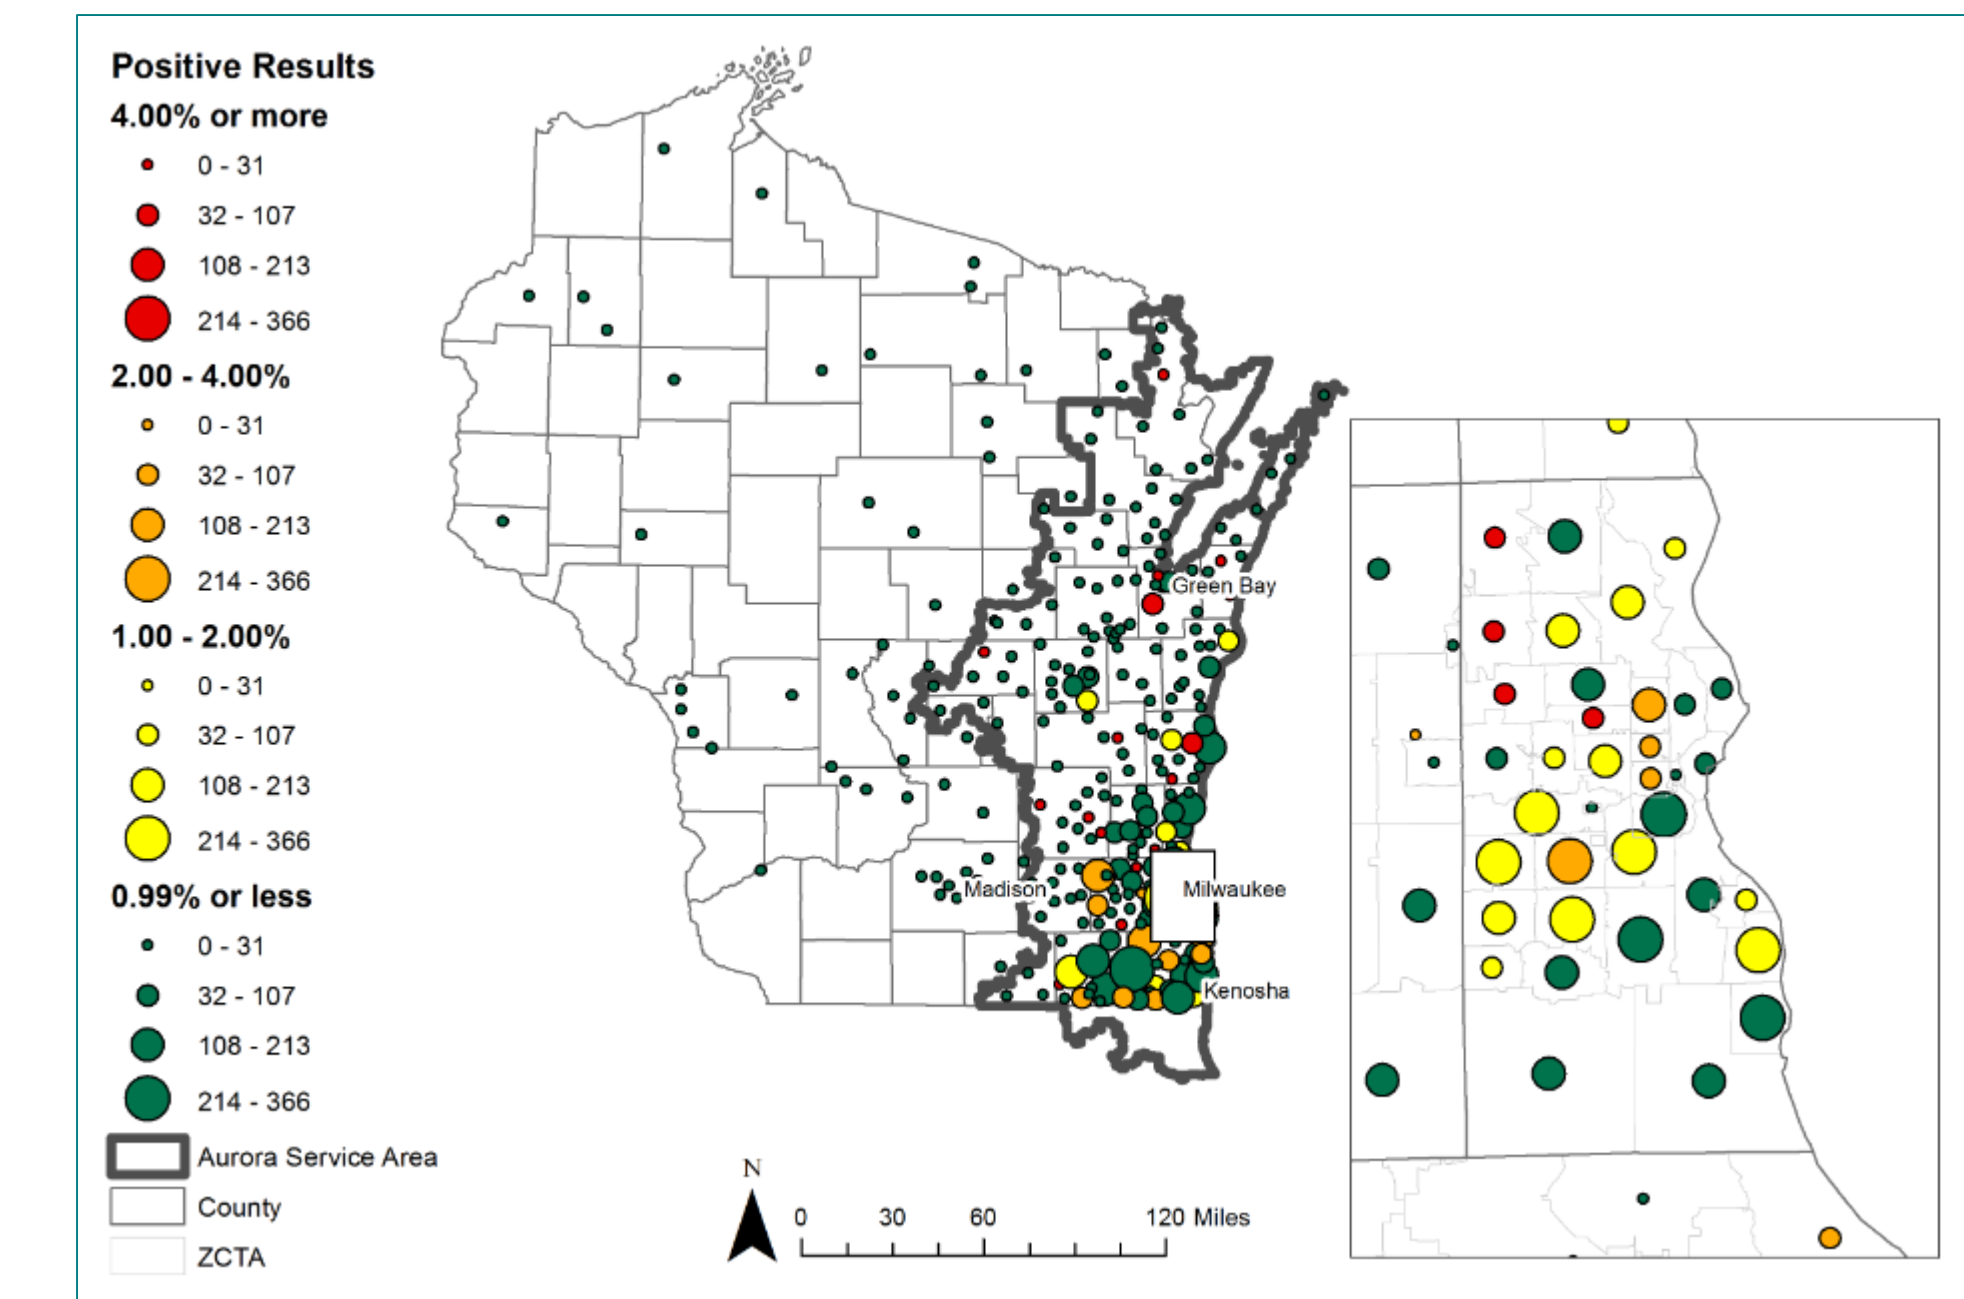 Positive Results
4.00% or more
0 - 31
32 - 107
108 - 213
214 - 366
2.00 - 4.00%
0 - 31
32 - 107
108 - 213
214 - 366
1.00 - 2.00%
0 - 31
32 - 107
108 - 213
214 - 366
0.99% or less
0 - 31
32 - 107
108 - 213
214 - 366
Aurora Service Area
County
ZCTA
Green Bay
Madison
Milwaukee
Kenosha
N
0 30 60 120 Miles